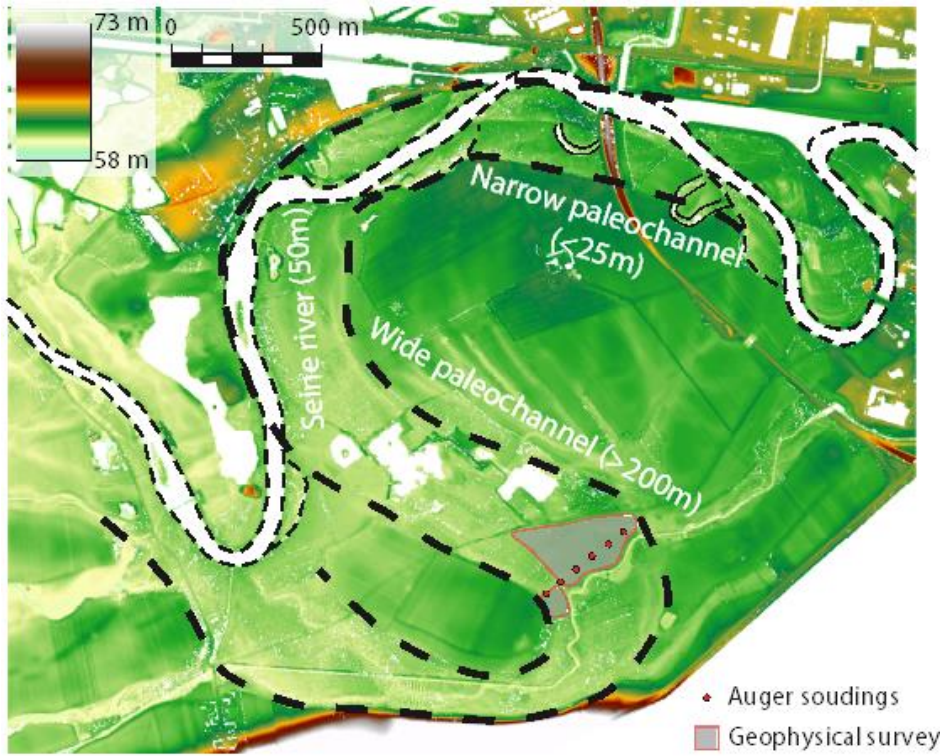 73 m
0 500 m
58 m
Narrow paleochannel
(≤25m)
Seine river (50m)
Wide paleochannel (>200m)
Auger soudings
Geophysical survey